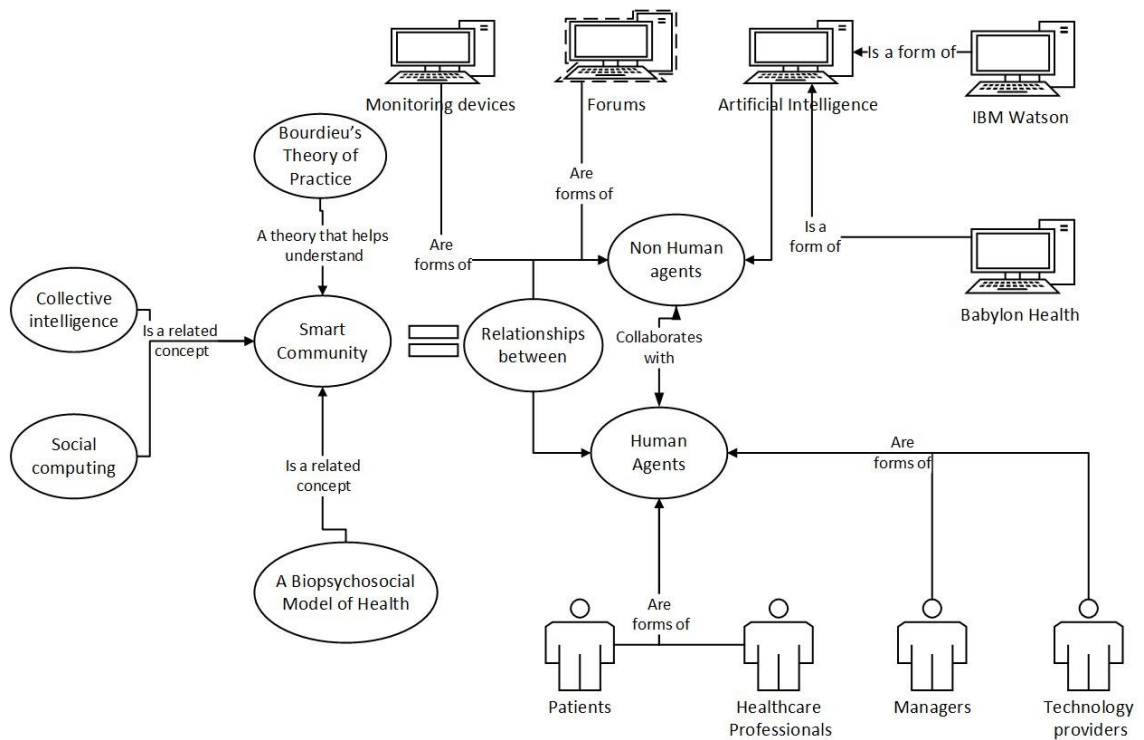 Monitoring devices
Forums
Artificial Intelligence
Is a form of
IBM Watson
Bourdieu's
Theory of
Practice
A theory that helps
understand
Are
forms of
Are
forms of
Is a
form of
Non Human
agents
Babylon Health
Collective
intelligence
Is a related
concept
Smart
Community
Relationships
between
Collaborates
with
Social
computing
Human
Agents
Are
forms of
Is a related
concept
A Biopsychosocial
Model of Health
Are
forms of
Patients
Healthcare
Professionals
Managers
Technology
providers